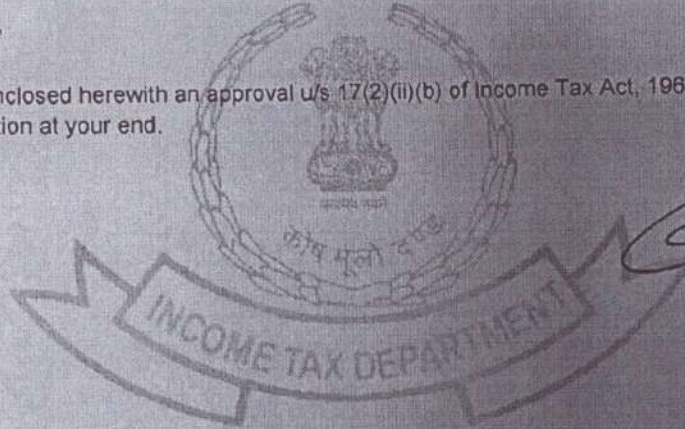 nclosed herewith an approval u/s 17(2)(ii)(b) of Income Tax Act, 196
tion at your end.
कोष मूलो दण्ड
INCOME TAX DEPARTMENT